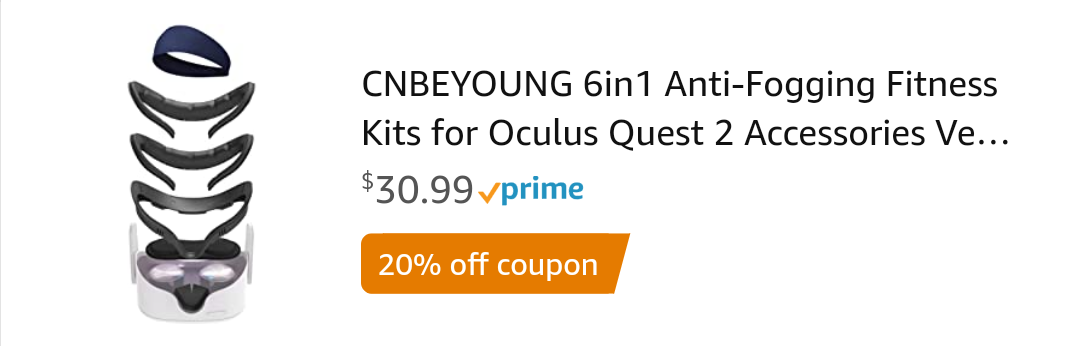 CNBEYOUNG 6in1 Anti-Fogging Fitness
Kits for Oculus Quest 2 Accessories Ve...
$30.99 prime
20% off coupon